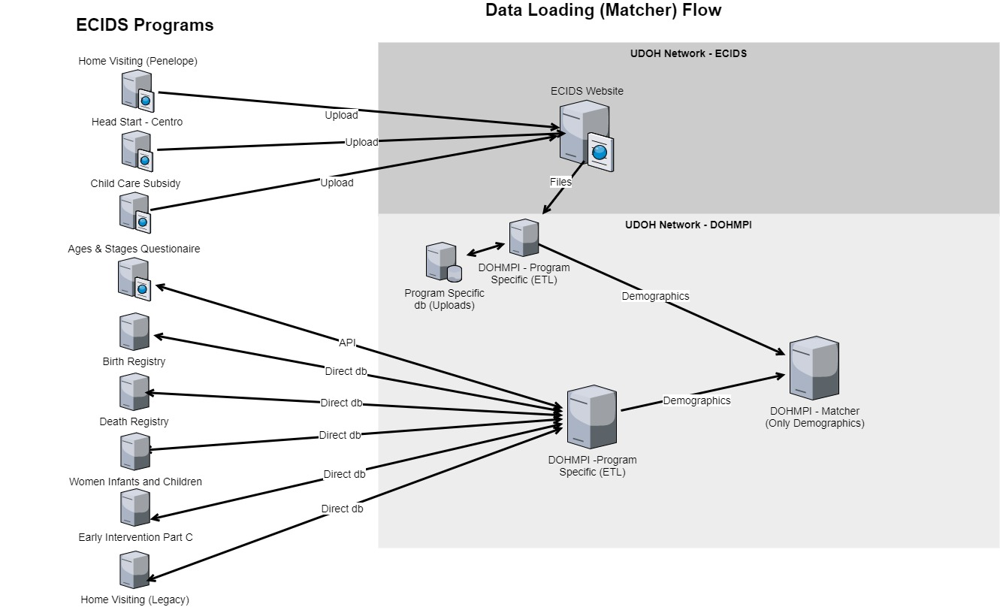 Data Loading (Matcher) Flow
ECIDS Programs
UDOH Network - ECIDS
Home Visiting (Penelope)
ECIDS Website
Upload
Head Start - Centro
Upload
Child Care Subsidy
Upload
Files
UDOH Network - DOHMPI
Ages & Stages Questionaire
DOHMPI - Program
Specific (ETL)
Program Specific
db (Uploads)
Demographics
API
Birth Registry
Direct db
Direct db
Demographics
DOHMPI - Matcher
(Only Demographics)
Death Registry
Direct db
DOHMPI -Program
Specific (ETL)
Women Infants and Children
Direct db
Direct db
Early Intervention Part C
Home Visiting (Legacy)